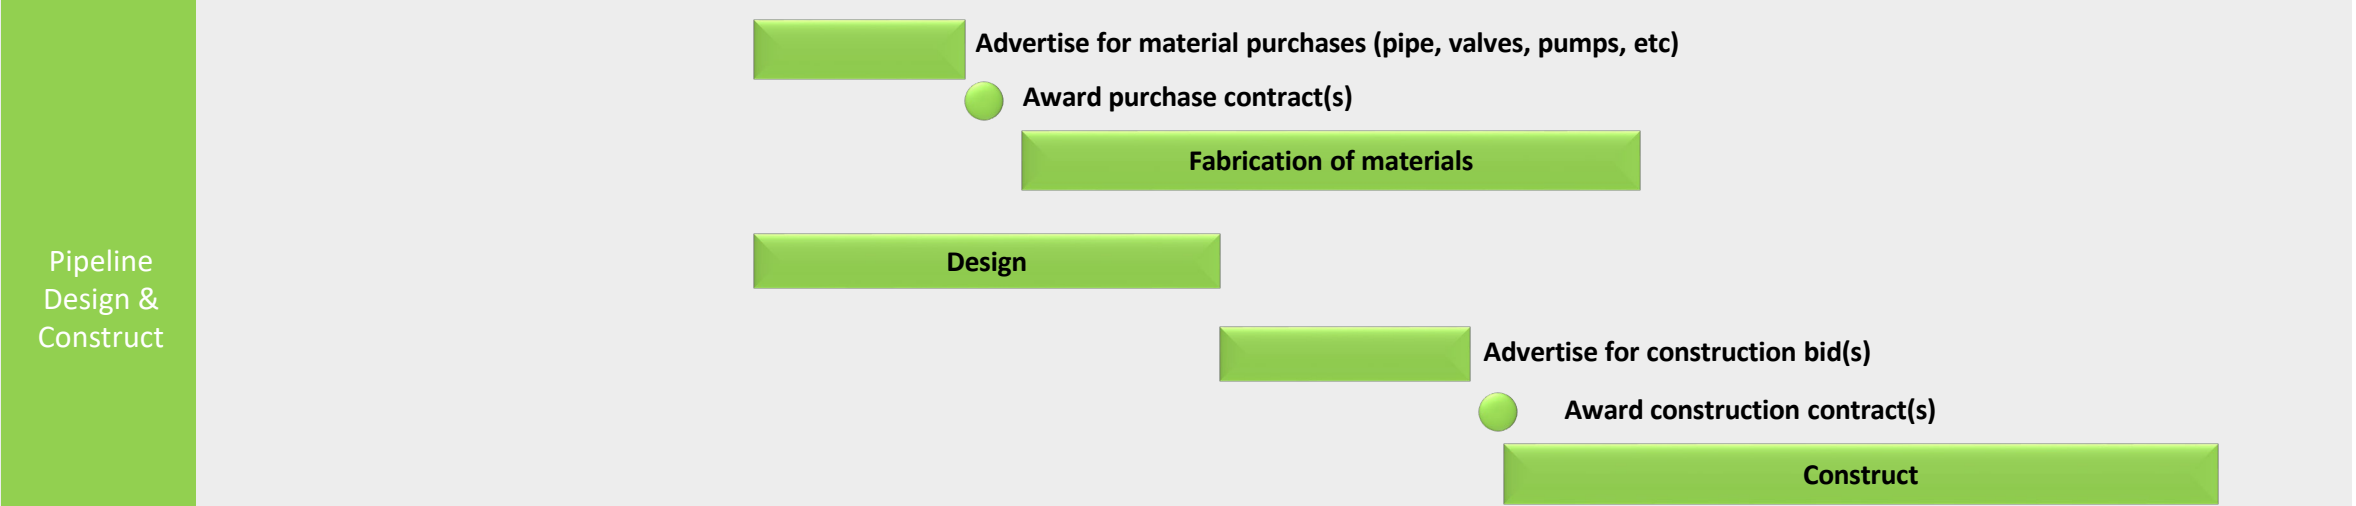 Advertise for material purchases (pipe, valves, pumps, etc)
Award purchase contract(s)
Fabrication of materials
Pipeline
Design &
Construct
Design
Advertise for construction bid(s)
Award construction contract(s)
Construct